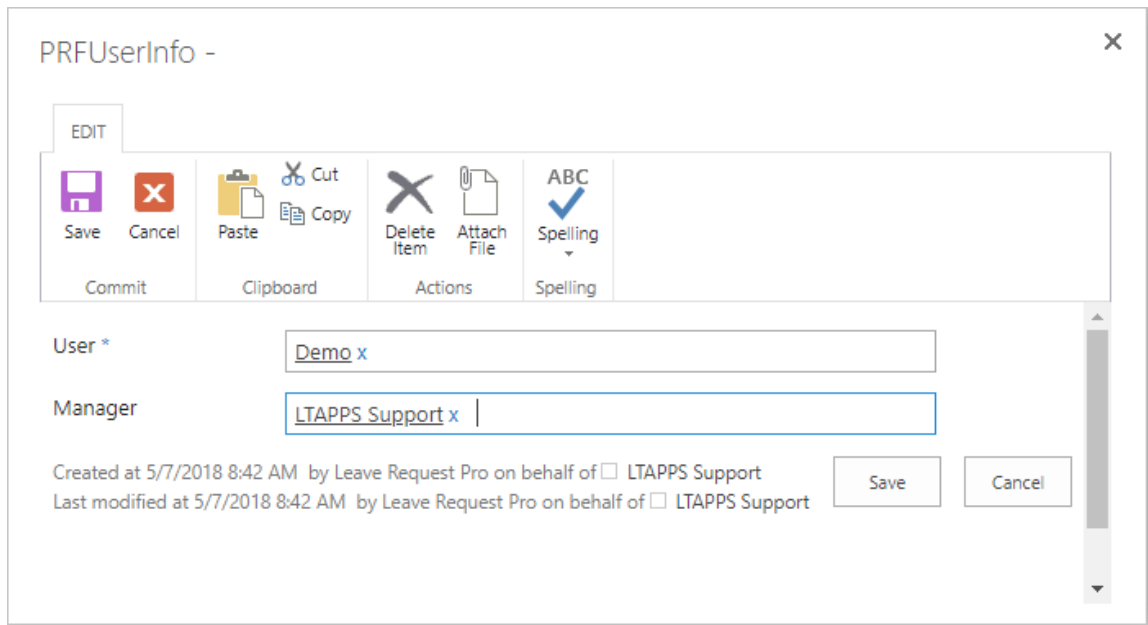 PRFUserInfo -
EDIT
Save
Cancel
Paste
Cut
Copy
Delete
Item
Attach
File
ABC
Spelling
Commit
Clipboard
Actions
Spelling
User *
Demo x
Manager
LTAPPS Support x
Created at 5/7/2018 8:42 AM by Leave Request Pro on behalf of LTAPPS Support
Last modified at 5/7/2018 8:42 AM by Leave Request Pro on behalf of LTAPPS Support
Save
Cancel